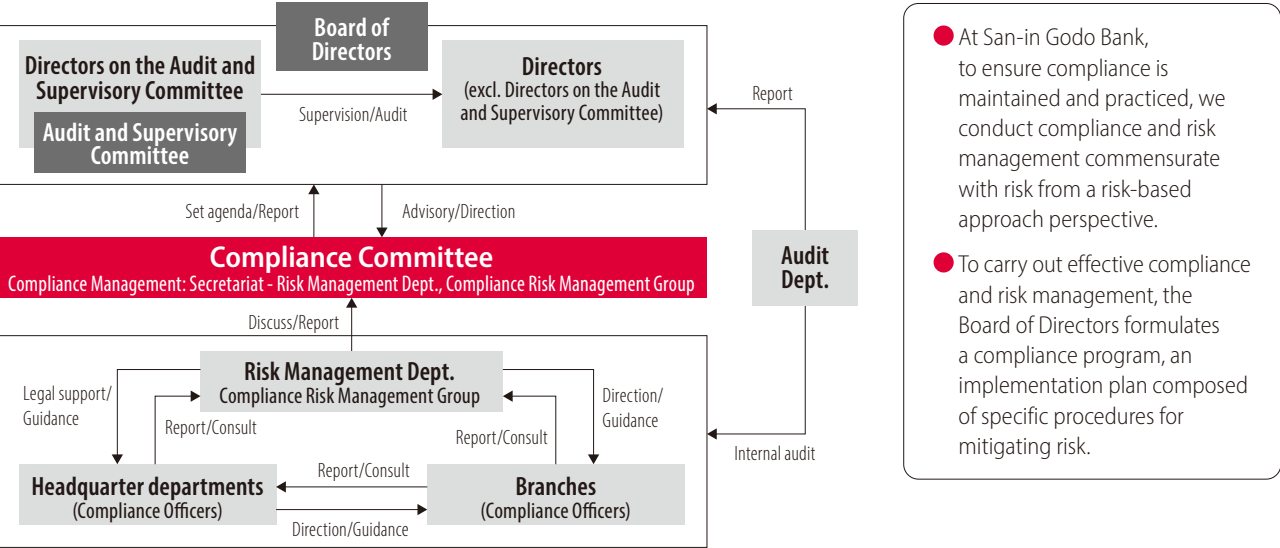 Board of
Directors
Directors on the Audit and
Supervisory Committee
Audit and Supervisory
Committee
Supervision/Audit
Directors
(excl. Directors on the Audit
and Supervisory Committee)
Report
Set agenda/Report
Advisory/Direction
Compliance Committee
Compliance Management: Secretariat - Risk Management Dept., Compliance Risk Management Group
Audit
Dept.
Discuss/Report
Risk Management Dept.
Compliance Risk Management Group
Legal support/
Guidance
Report/Consult
Report/Consult
Direction/
Guidance
Internal audit
Headquarter departments
(Compliance Officers)
Report/Consult
Direction/Guidance
Branches
(Compliance Officers)
● At San-in Godo Bank,
to ensure compliance is
maintained and practiced, we
conduct compliance and risk
management commensurate
with risk from a risk-based
approach perspective.
● To carry out effective compliance
and risk management, the
Board of Directors formulates
a compliance program, an
implementation plan composed
of specific procedures for
mitigating risk.